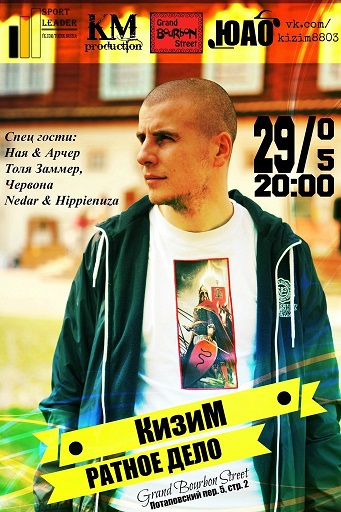 SPORT
LEADER
KM
production
Grand
BOURBON
Street
.ЮАО
vk.com/
kizim8803
Спец гости:
Ная & Арчер
Толя Заммер,
Червона
Nedar & Hippienuza
29/05
20:00
КизиМ
РАТНОЕ ДЕЛО
Grand Bourbon Street
Потаповский пер. 5, стр. 2